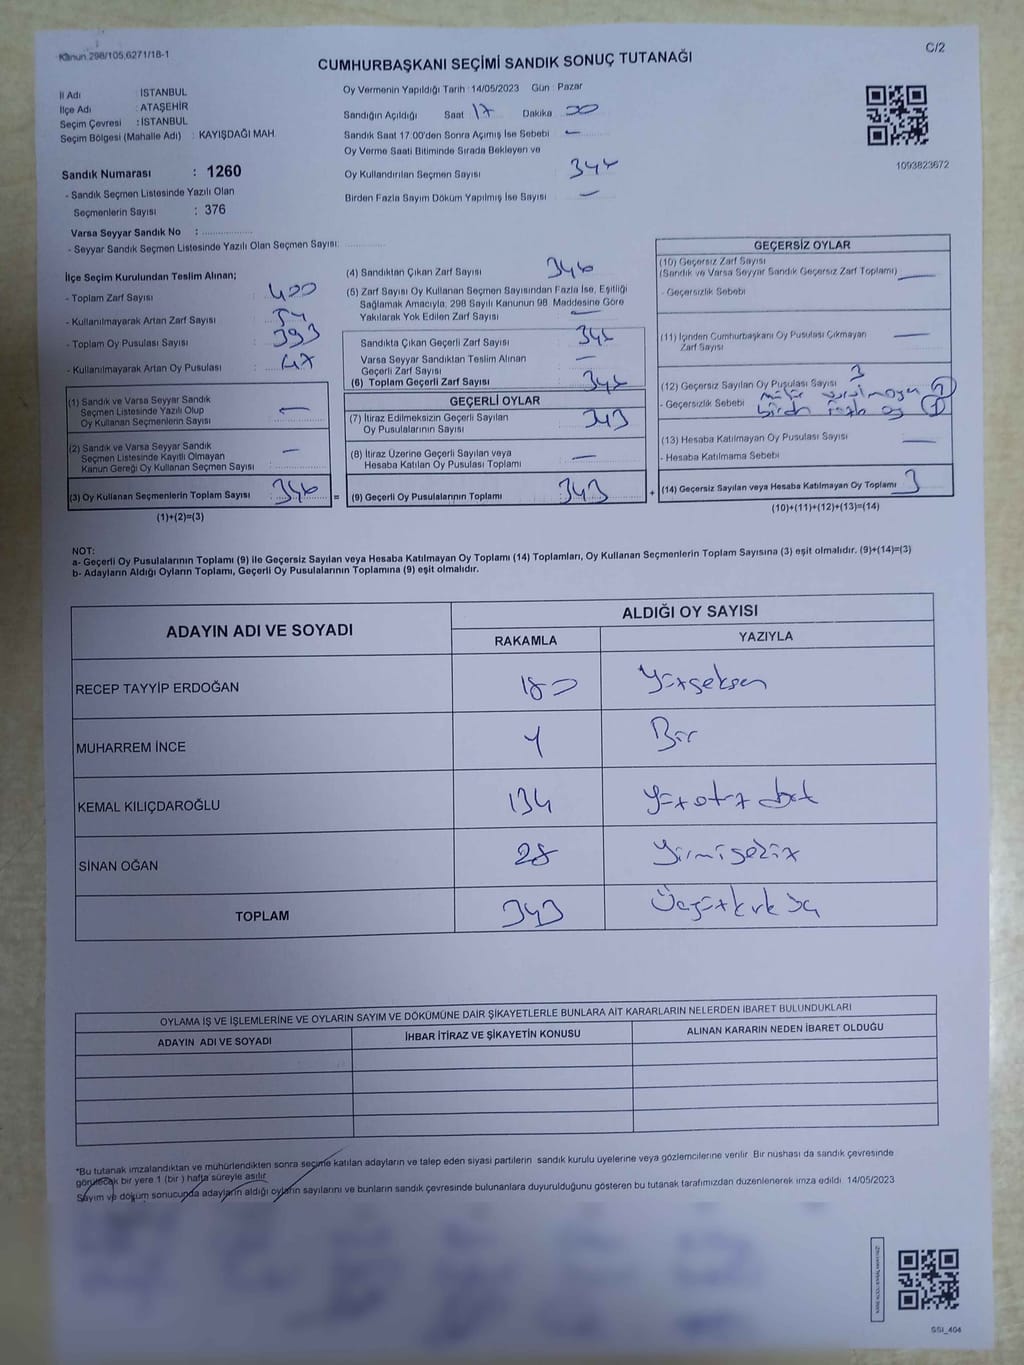 Kanun 298/105,6271/18-1
C/2
CUMHURBAŞKANI SEÇİMİ SANDIK SONUÇ TUTANAĞI
İl Adı : İSTANBUL
İlçe Adı : ATAŞEHİR
Seçim Çevresi : İSTANBUL
Seçim Bölgesi (Mahalle Adı) : KAYIŞDAĞI MAH.
Sandık Numarası : 1260
- Sandık Seçmen Listesinde Yazılı Olan
Seçmenlerin Sayısı : 376
Varsa Seyyar Sandık No :
- Seyyar Sandık Seçmen Listesinde Yazılı Olan Seçmen Sayısı:
Oy Vermenin Yapıldığı Tarih : 14/05/2023 Gün : Pazar
Sandığın Açıldığı Saat 17 Dakika 00
Sandık Saat 17:00'den Sonra Açımış İse Sebebi —
Oy Verme Saati Bitiminde Sırada Bekleyen ve
Oy Kullandırılan Seçmen Sayısı
Birden Fazla Sayım Döküm Yapılmış İse Sayısı —
1093823672
İlçe Seçim Kurulundan Teslim Alınan;
- Toplam Zarf Sayısı : 400
- Kullanılmayarak Artan Zarf Sayısı : 54
- Toplam Oy Pusulası Sayısı : 393
- Kullanılmayarak Artan Oy Pusulası : 47
(1) Sandık ve Varsa Seyyar Sandık
Seçmen Listesinde Yazılı Olup
Oy Kullanan Seçmenlerin Sayısı —
(2) Sandık ve Varsa Seyyar Sandık
Seçmen Listesinde Kayıtlı Olmayan
Kanun Gereği Oy Kullanan Seçmen Sayısı —
(3) Oy Kullanan Seçmenlerin Toplam Sayısı 346 =
(1)+(2)=(3)
(4) Sandıktan Çıkan Zarf Sayısı 346
(5) Zarf Sayısı Oy Kullanan Seçmen Sayısından Fazla İse, Eşitliği
Sağlamak Amacıyla; 298 Sayılı Kanunun 98. Maddesine Göre
Yakılarak Yok Edilen Zarf Sayısı —
Sandıkta Çıkan Geçerli Zarf Sayısı 346
Varsa Seyyar Sandıktan Teslim Alınan
Geçerli Zarf Sayısı —
(6) Toplam Geçerli Zarf Sayısı 346
GEÇERLİ OYLAR
(7) İtiraz Edilmeksizin Geçerli Sayılan
Oy Pusulalarının Sayısı 343
(8) İtiraz Üzerine Geçerli Sayılan veya
Hesaba Katılan Oy Pusulası Toplamı —
(9) Geçerli Oy Pusulalarının Toplamı 343 +
GEÇERSİZ OYLAR
(10) Geçersiz Zarf Sayısı
(Sandık ve Varsa Seyyar Sandık Geçersiz Zarf Toplamı) —
- Geçersizlik Sebebi
(11) İçinden Cumhurbaşkanı Oy Pusulası Çıkmayan
Zarf Sayısı —
(12) Geçersiz Sayılan Oy Pusulası Sayısı 3
- Geçersizlik Sebebi mühür vurulmayan 2
birden fazla oy 1
(13) Hesaba Katılmayan Oy Pusulası Sayısı —
- Hesaba Katılmama Sebebi
(14) Geçersiz Sayılan veya Hesaba Katılmayan Oy Toplamı 3
(10)+(11)+(12)+(13)=(14)
NOT:
a- Geçerli Oy Pusulalarının Toplamı (9) ile Geçersiz Sayılan veya Hesaba Katılmayan Oy Toplamı (14) Toplamları, Oy Kullanan Seçmenlerin Toplam Sayısına (3) eşit olmalıdır. (9)+(14)=(3)
b- Adayların Aldığı Oyların Toplamı, Geçerli Oy Pusulalarının Toplamına (9) eşit olmalıdır.
ADAYIN ADI VE SOYADI ALDIĞI OY SAYISI
RAKAMLA YAZIYLA
RECEP TAYYİP ERDOĞAN 180 Yüzseksen
MUHARREM İNCE 1 Bir
KEMAL KILIÇDAROĞLU 134 Yüz otuz dört
SİNAN OĞAN 28 Yirmisekiz
TOPLAM 343 Üçyüzkırk üç
OYLAMA İŞ VE İŞLEMLERİNE VE OYLARIN SAYIM VE DÖKÜMÜNE DAİR ŞİKAYETLERLE BUNLARA AİT KARARLARIN NELERDEN İBARET BULUNDUKLARI
ADAYIN ADI VE SOYADI İHBAR İTİRAZ VE ŞİKAYETİN KONUSU ALINAN KARARIN NEDEN İBARET OLDUĞU
*Bu tutanak imzalandıktan ve mühürlendikten sonra seçime katılan adayların ve talep eden siyasi partilerin sandık kurulu üyelerine veya gözlemcilerine verilir. Bir nüshası da sandık çevresinde
görülecek bir yere 1 (bir ) hafta süreyle asılır.
Sayım ve döküm sonucunda adayların aldığı oyların sayılarını ve bunların sandık çevresinde bulunanlara duyurulduğunu gösteren bu tutanak tarafımızdan düzenlenerek imza edildi. 14/05/2023
GSI_404